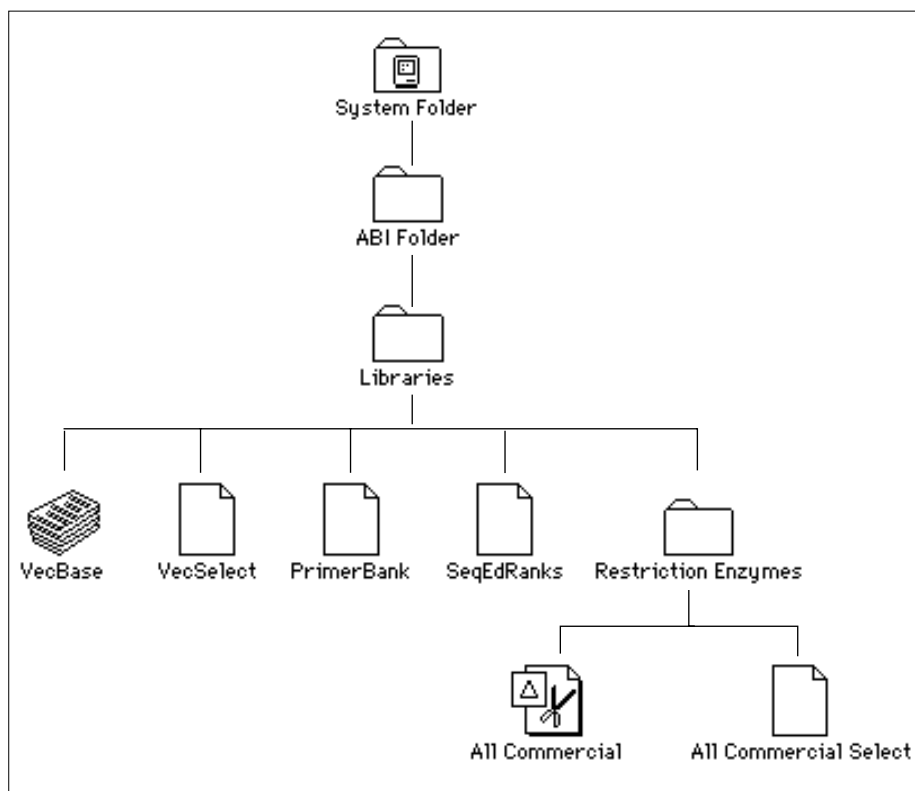 System Folder
ABI Folder
Libraries
VecBase
VecSelect
PrimerBank
SeqEdRanks
Restriction Enzymes
All Commercial
All Commercial Select